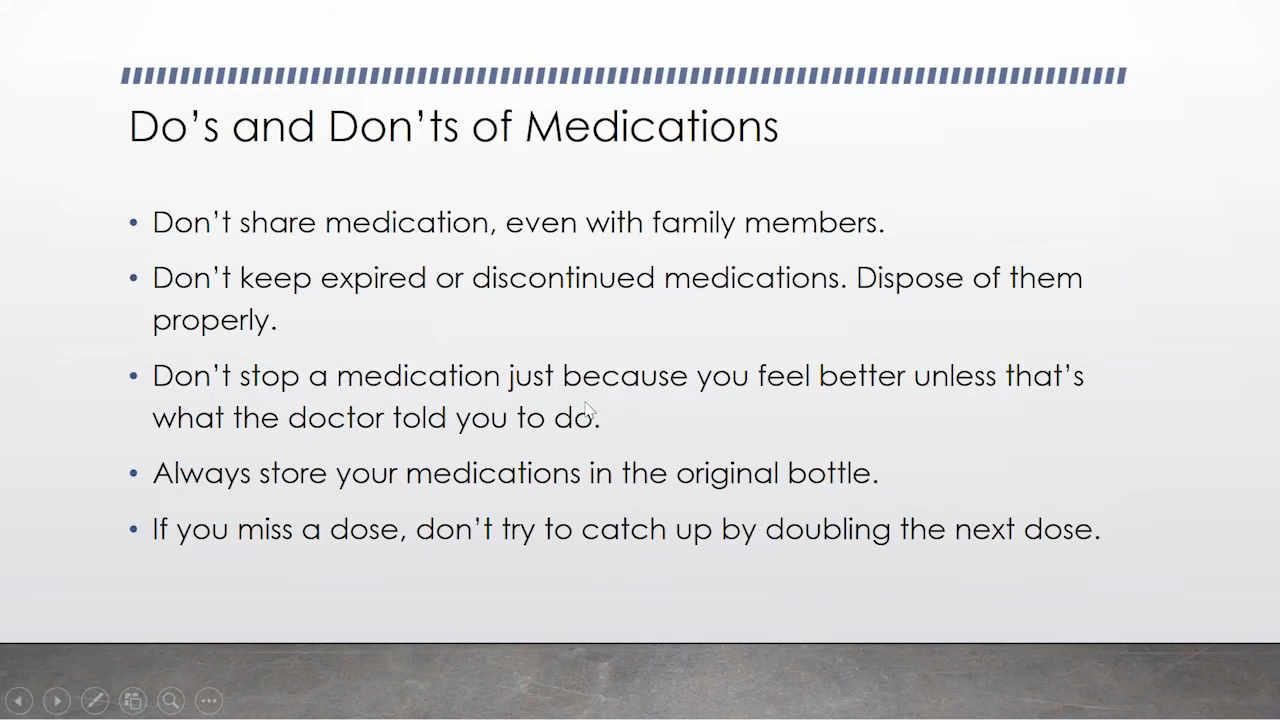 Do’s and Don’ts of Medications
• Don’t share medication, even with family members.
• Don’t keep expired or discontinued medications. Dispose of them
properly.
• Don’t stop a medication just because you feel better unless that’s
what the doctor told you to do.
• Always store your medications in the original bottle.
• If you miss a dose, don’t try to catch up by doubling the next dose.